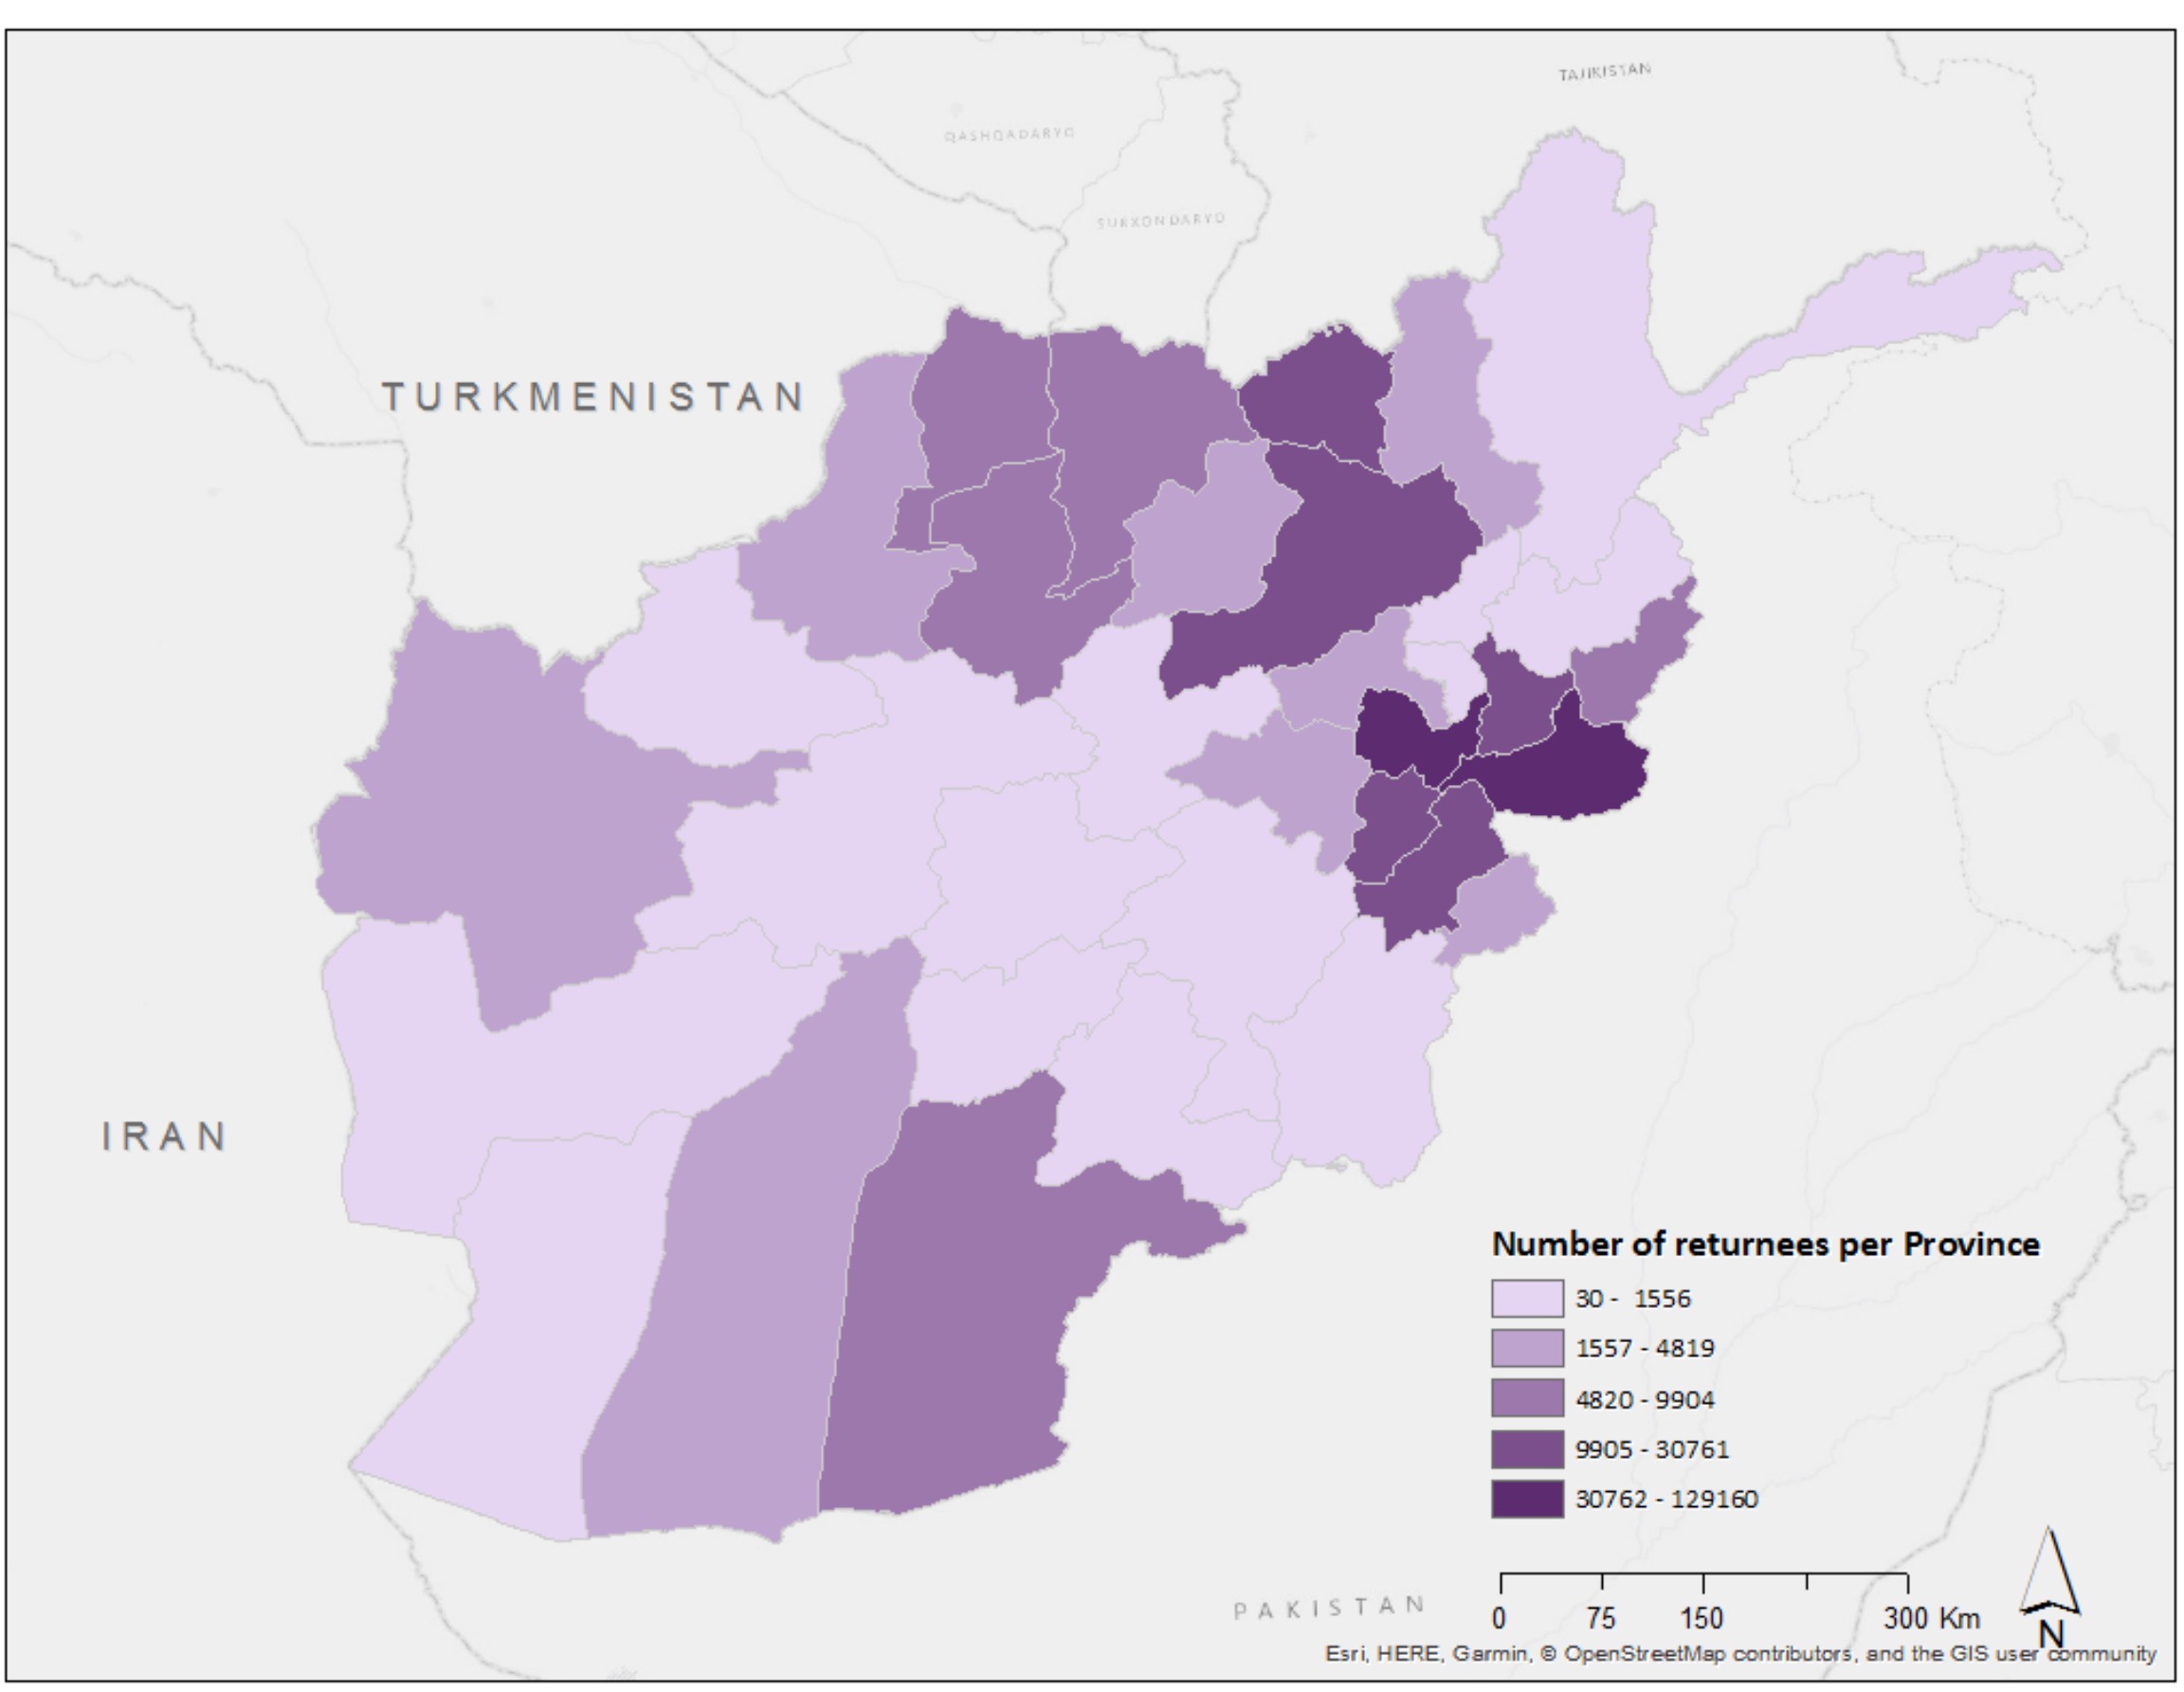 TAJIKISTAN
QASHQADARYO
SURXONDARYO
TURKMENISTAN
IRAN
Number of returnees per Province
30 - 1556
1557 - 4819
4820 - 9904
9905 - 30761
30762 - 129160
PAKISTAN
0 75 150 300 Km
N
Esri, HERE, Garmin, © OpenStreetMap contributors, and the GIS user community